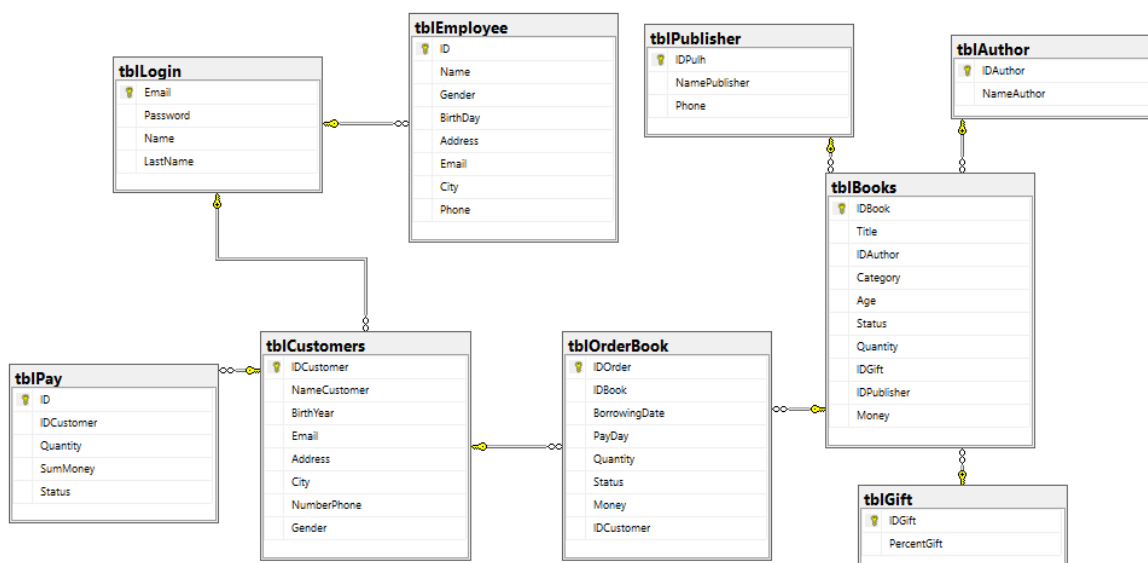 tblEmployee
ID
Name
Gender
BirthDay
Address
Email
City
Phone
tblPublisher
IDPulh
NamePublisher
Phone
tblAuthor
IDAuthor
NameAuthor
tblLogin
Email
Password
Name
LastName
tblBooks
IDBook
Title
IDAuthor
Category
Age
Status
Quantity
IDGift
IDPublisher
Money
tblCustomers
IDCustomer
NameCustomer
BirthYear
Email
Address
City
NumberPhone
Gender
tblOrderBook
IDOrder
IDBook
BorrowingDate
PayDay
Quantity
Status
Money
IDCustomer
tblPay
ID
IDCustomer
Quantity
SumMoney
Status
tblGift
IDGift
PercentGift